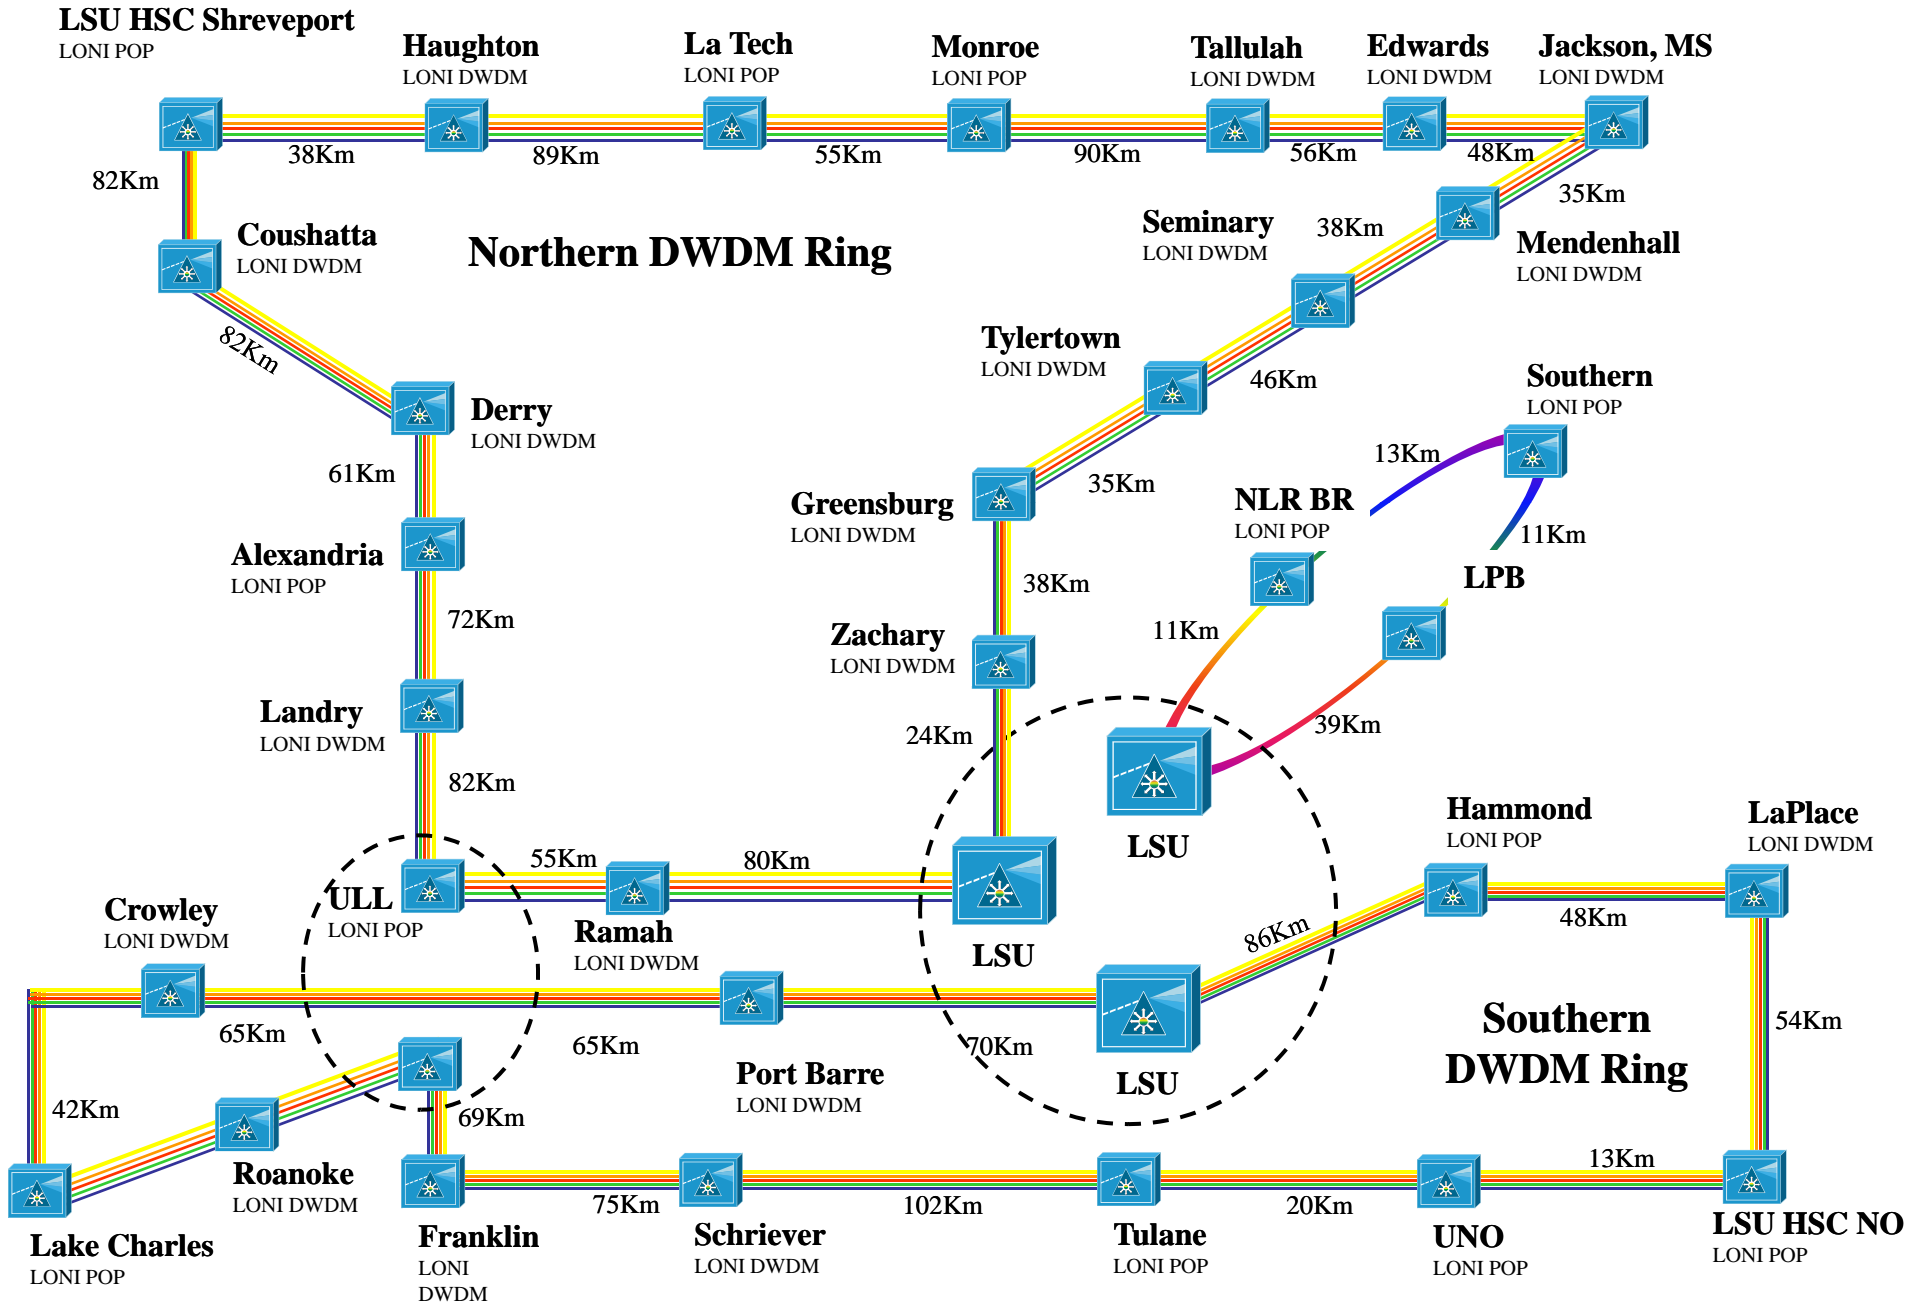 LSU HSC Shreveport
LONI POP
Haughton
LONI DWDM
La Tech
LONI POP
Monroe
LONI POP
Tallulah
LONI DWDM
Edwards
LONI DWDM
Jackson, MS
LONI DWDM
38Km
89Km
55Km
90Km
56Km
48Km
82Km
35Km
Coushatta
LONI DWDM
Northern DWDM Ring
Seminary
LONI DWDM
38Km
Mendenhall
LONI DWDM
82Km
Tylertown
LONI DWDM
46Km
Derry
LONI DWDM
Southern
LONI POP
61Km
35Km
13Km
Greensburg
LONI DWDM
NLR BR
LONI POP
11Km
Alexandria
LONI POP
38Km
LPB
72Km
Zachary
LONI DWDM
11Km
Landry
LONI DWDM
24Km
39Km
82Km
LSU
Hammond
LONI POP
LaPlace
LONI DWDM
55Km
80Km
ULL
LONI POP
Crowley
LONI DWDM
Ramah
LONI DWDM
LSU
86Km
48Km
65Km
65Km
70Km
Southern
DWDM Ring
54Km
Port Barre
LONI DWDM
LSU
42Km
69Km
Roanoke
LONI DWDM
13Km
75Km
102Km
20Km
Lake Charles
LONI POP
Franklin
LONI
DWDM
Schriever
LONI DWDM
Tulane
LONI POP
UNO
LONI POP
LSU HSC NO
LONI POP